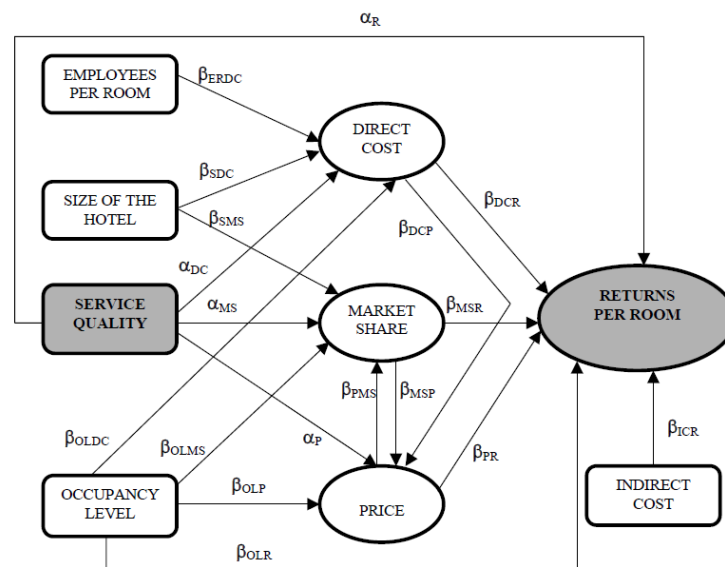 αR
EMPLOYEES
PER ROOM
βERDC
DIRECT
COST
βSDC
SIZE OF THE
HOTEL
βSMS
βDCR
βDCP
αDC
SERVICE
QUALITY
αMS
MARKET
SHARE
βMSR
RETURNS
PER ROOM
βPMS
βMSP
βOLDC
βOLMS
αP
βPR
βICR
OCCUPANCY
LEVEL
βOLP
PRICE
INDIRECT
COST
βOLR